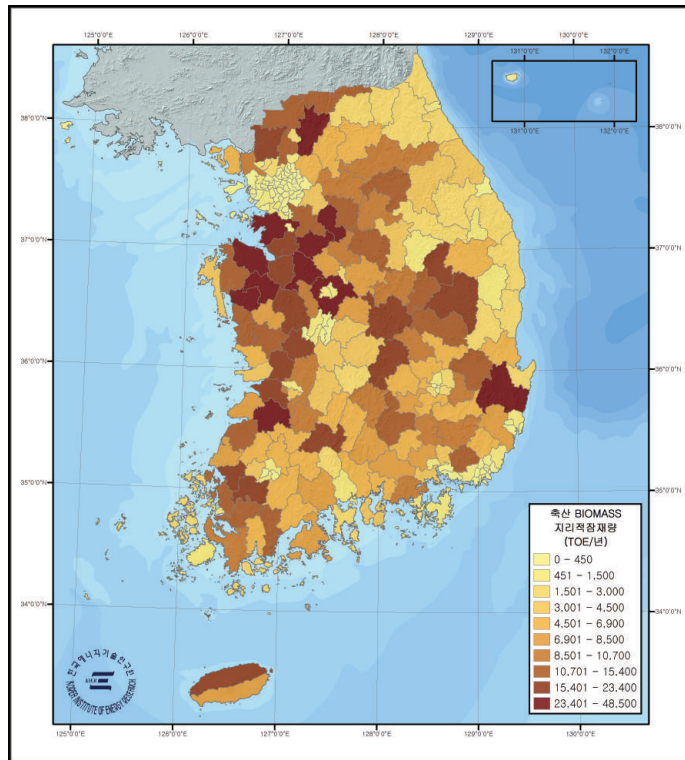 125°0'0"E 126°0'0"E 127°0'0"E 128°0'0"E 129°0'0"E 130°0'0"E
131°0'0"E 132°0'0"E
131°0'0"E 132°0'0"E
38°0'0"N 38°0'0"N
37°0'0"N 37°0'0"N
36°0'0"N 36°0'0"N
35°0'0"N 35°0'0"N
34°0'0"N 34°0'0"N
축산 BIOMASS
지리적잠재량
(TOE/년)
0 - 450
451 - 1,500
1,501 - 3,000
3,001 - 4,500
4,501 - 6,900
6,901 - 8,500
8,501 - 10,700
10,701 - 15,400
15,401 - 23,400
23,401 - 48,500
한국에너지기술연구원
KIER
KOREA INSTITUTE OF ENERGY RESEARCH
125°0'0"E 126°0'0"E 127°0'0"E 128°0'0"E 129°0'0"E 130°0'0"E